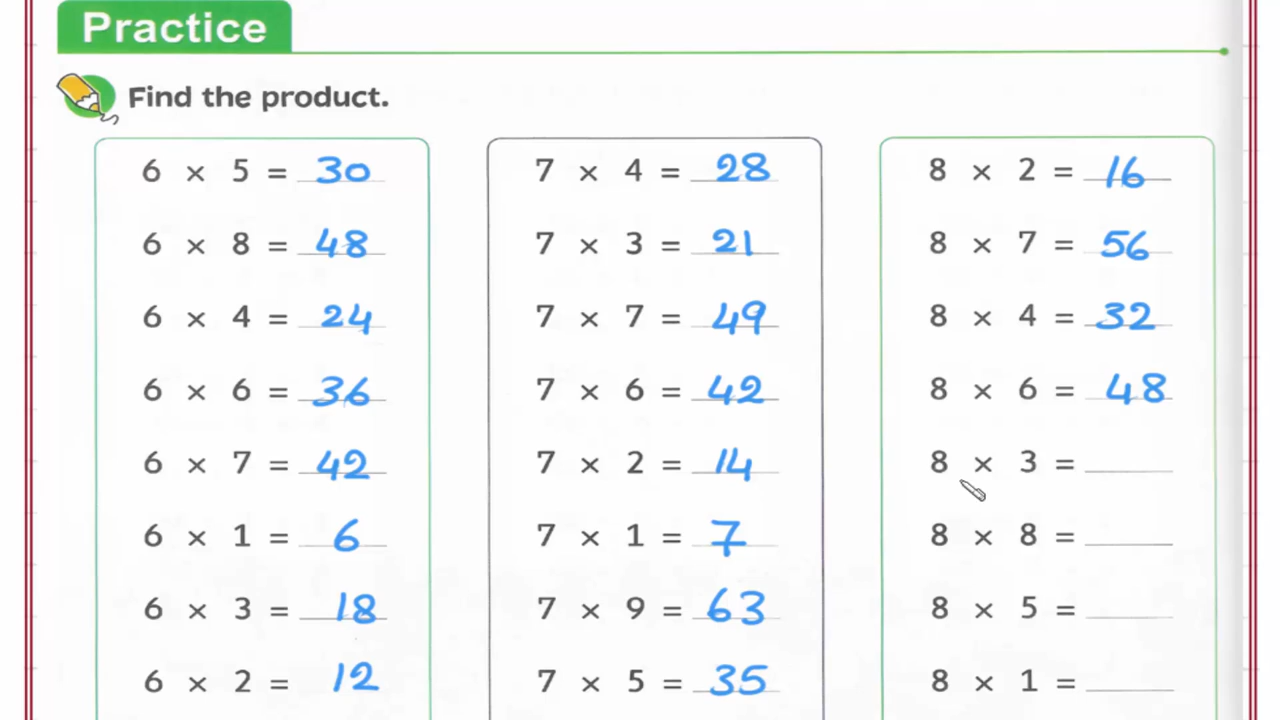 Practice
Find the product.
6 × 5 = 30
6 × 8 = 48
6 × 4 = 24
6 × 6 = 36
6 × 7 = 42
6 × 1 = 6
6 × 3 = 18
6 × 2 = 12
7 × 4 = 28
7 × 3 = 21
7 × 7 = 49
7 × 6 = 42
7 × 2 = 14
7 × 1 = 7
7 × 9 = 63
7 × 5 = 35
8 × 2 = 16
8 × 7 = 56
8 × 4 = 32
8 × 6 = 48
8 × 3 =
8 × 8 =
8 × 5 =
8 × 1 =